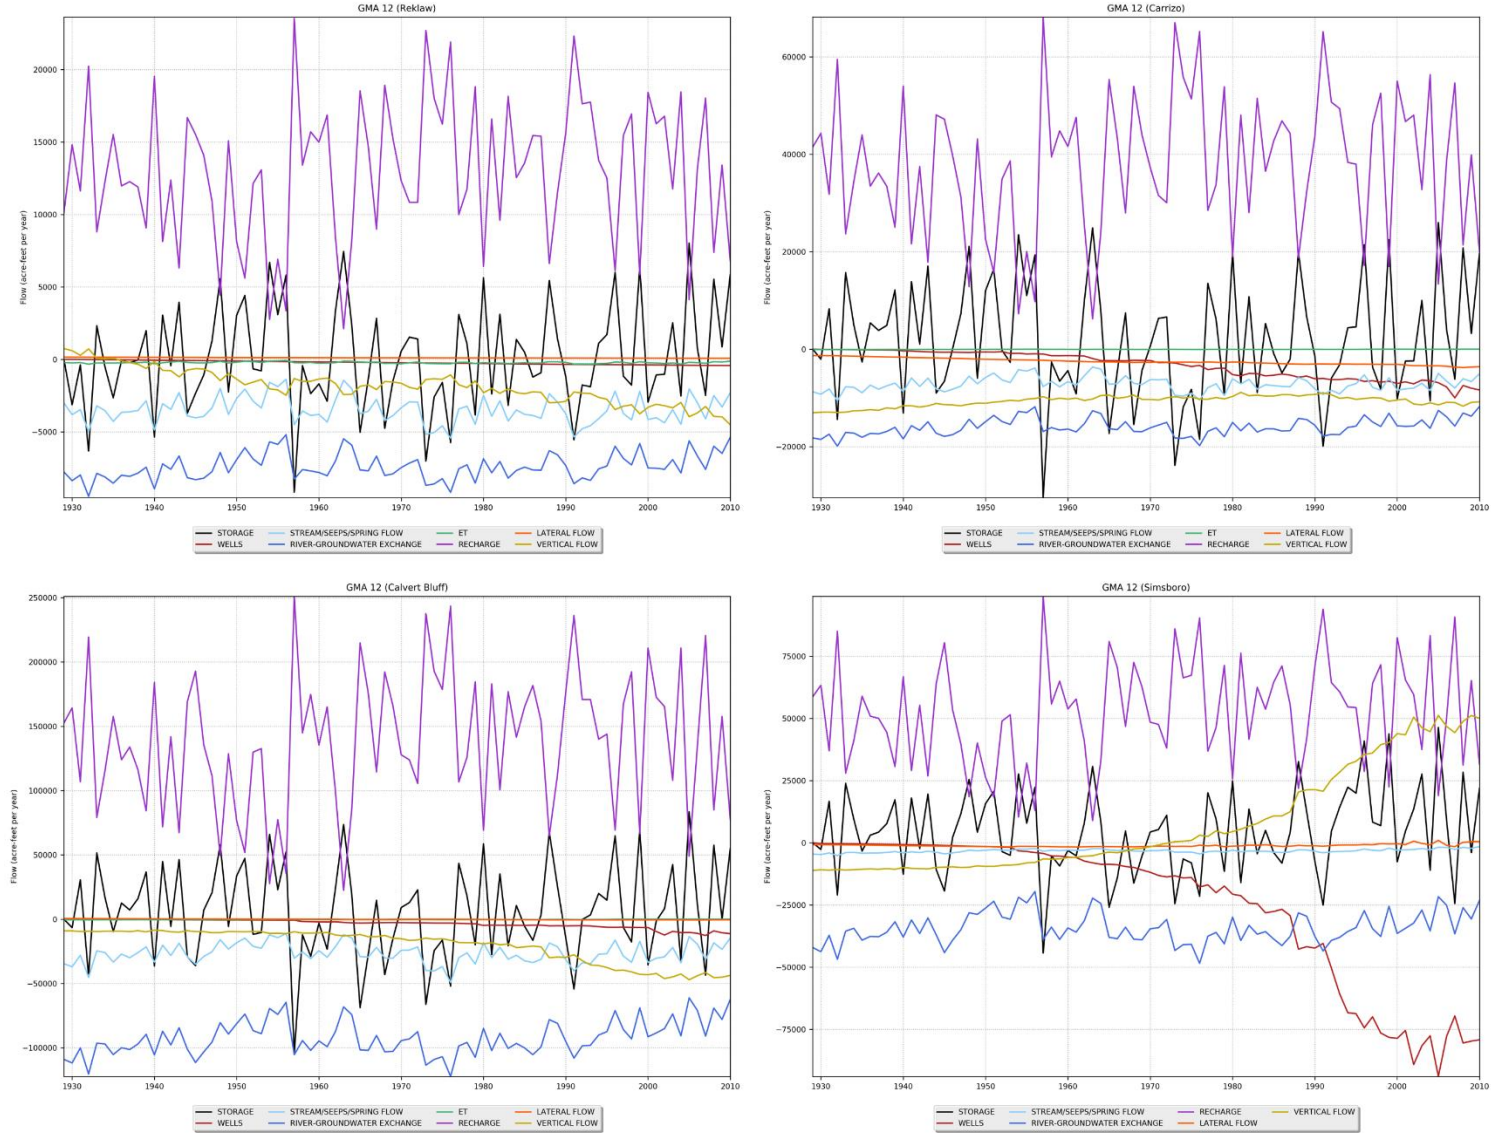 GMA 12 (Reklaw)
Flow (acre-feet per year)
20000
15000
10000
5000
0
−5000
1930 1940 1950 1960 1970 1980 1990 2000 2010
STORAGE STREAM/SEEPS/SPRING FLOW ET LATERAL FLOW
WELLS RIVER-GROUNDWATER EXCHANGE RECHARGE VERTICAL FLOW
GMA 12 (Carrizo)
Flow (acre-feet per year)
60000
40000
20000
0
−20000
1930 1940 1950 1960 1970 1980 1990 2000 2010
STORAGE STREAM/SEEPS/SPRING FLOW ET LATERAL FLOW
WELLS RIVER-GROUNDWATER EXCHANGE RECHARGE VERTICAL FLOW
GMA 12 (Calvert Bluff)
Flow (acre-feet per year)
250000
200000
150000
100000
50000
0
−50000
−100000
1930 1940 1950 1960 1970 1980 1990 2000 2010
STORAGE STREAM/SEEPS/SPRING FLOW ET LATERAL FLOW
WELLS RIVER-GROUNDWATER EXCHANGE RECHARGE VERTICAL FLOW
GMA 12 (Simsboro)
Flow (acre-feet per year)
75000
50000
25000
0
−25000
−50000
−75000
1930 1940 1950 1960 1970 1980 1990 2000 2010
STORAGE STREAM/SEEPS/SPRING FLOW RECHARGE VERTICAL FLOW
WELLS RIVER-GROUNDWATER EXCHANGE LATERAL FLOW